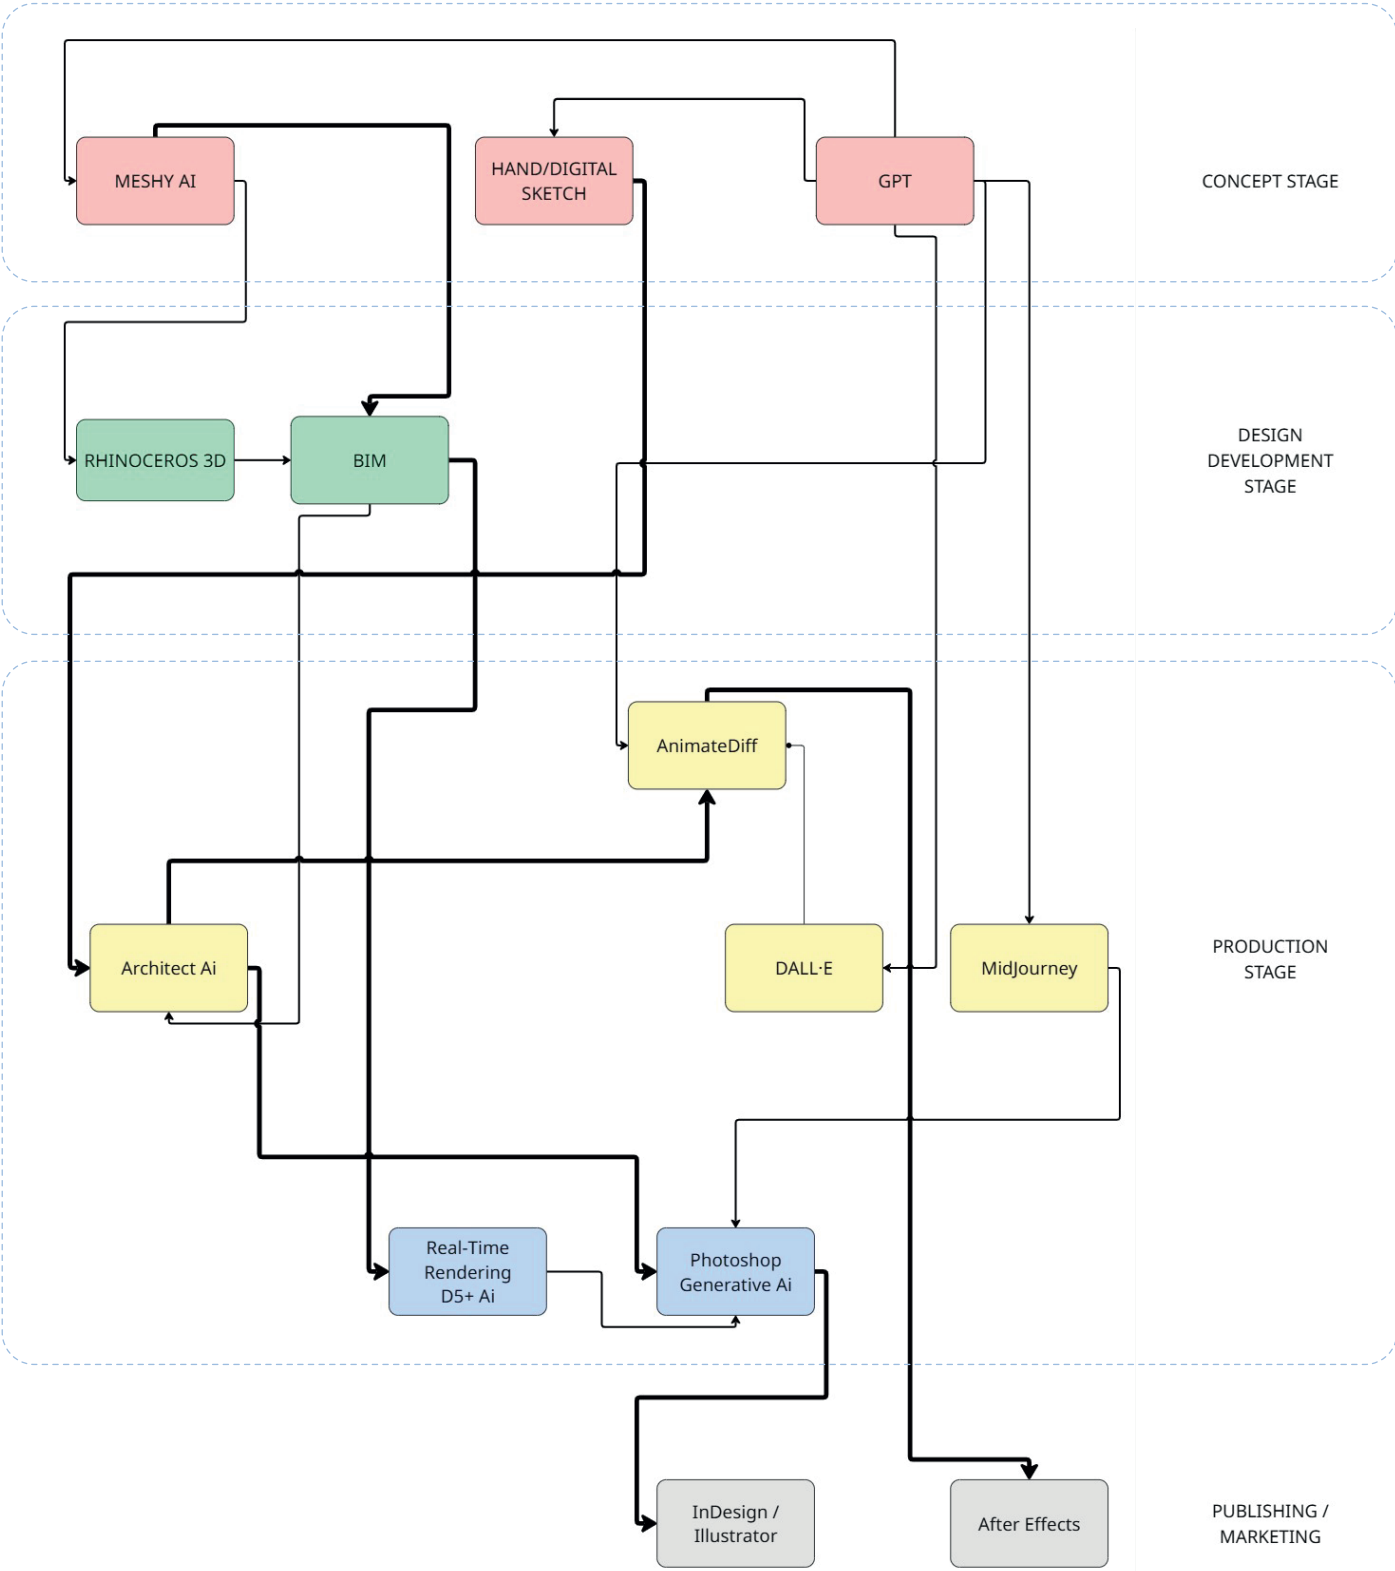 MESHY AI
HAND/DIGITAL
SKETCH
GPT
CONCEPT STAGE
RHINOCEROS 3D
BIM
DESIGN
DEVELOPMENT
STAGE
AnimateDiff
Architect Ai
DALL·E
MidJourney
PRODUCTION
STAGE
Real-Time
Rendering
D5+ Ai
Photoshop
Generative Ai
InDesign /
Illustrator
After Effects
PUBLISHING /
MARKETING